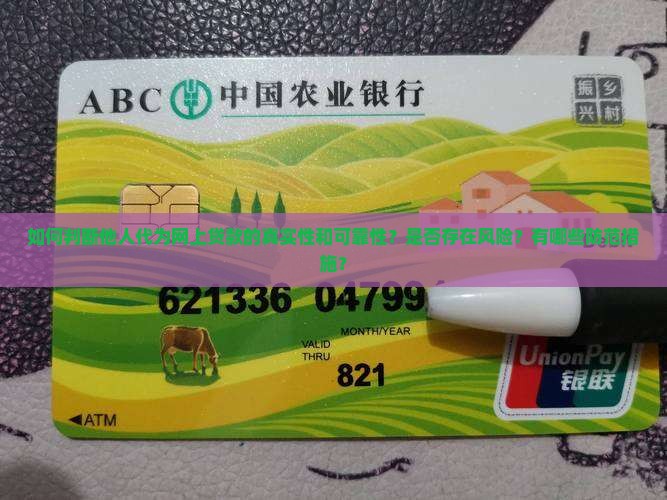 ABC 中国农业银行
振乡
兴村
如何判断他人代为网上贷款的真实性和可靠性？是否存在风险？有哪些防范措
施？
621336 04799
MONTH/YEAR
VALID
THRU
821
UnionPay
银联
◀ATM